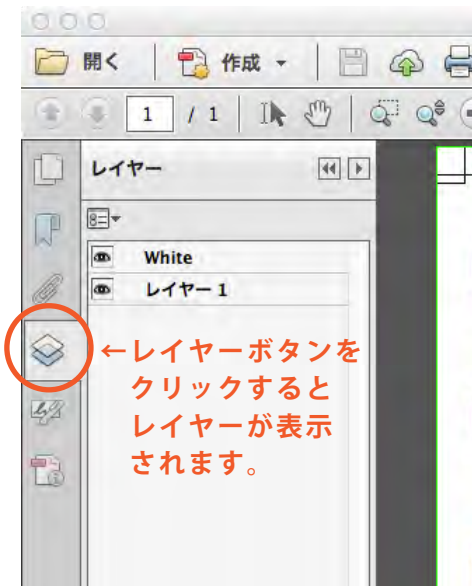 開く 作成
1 / 1
レイヤー
White
レイヤー 1
←レイヤーボタンを
クリックすると
レイヤーが表示
されます。